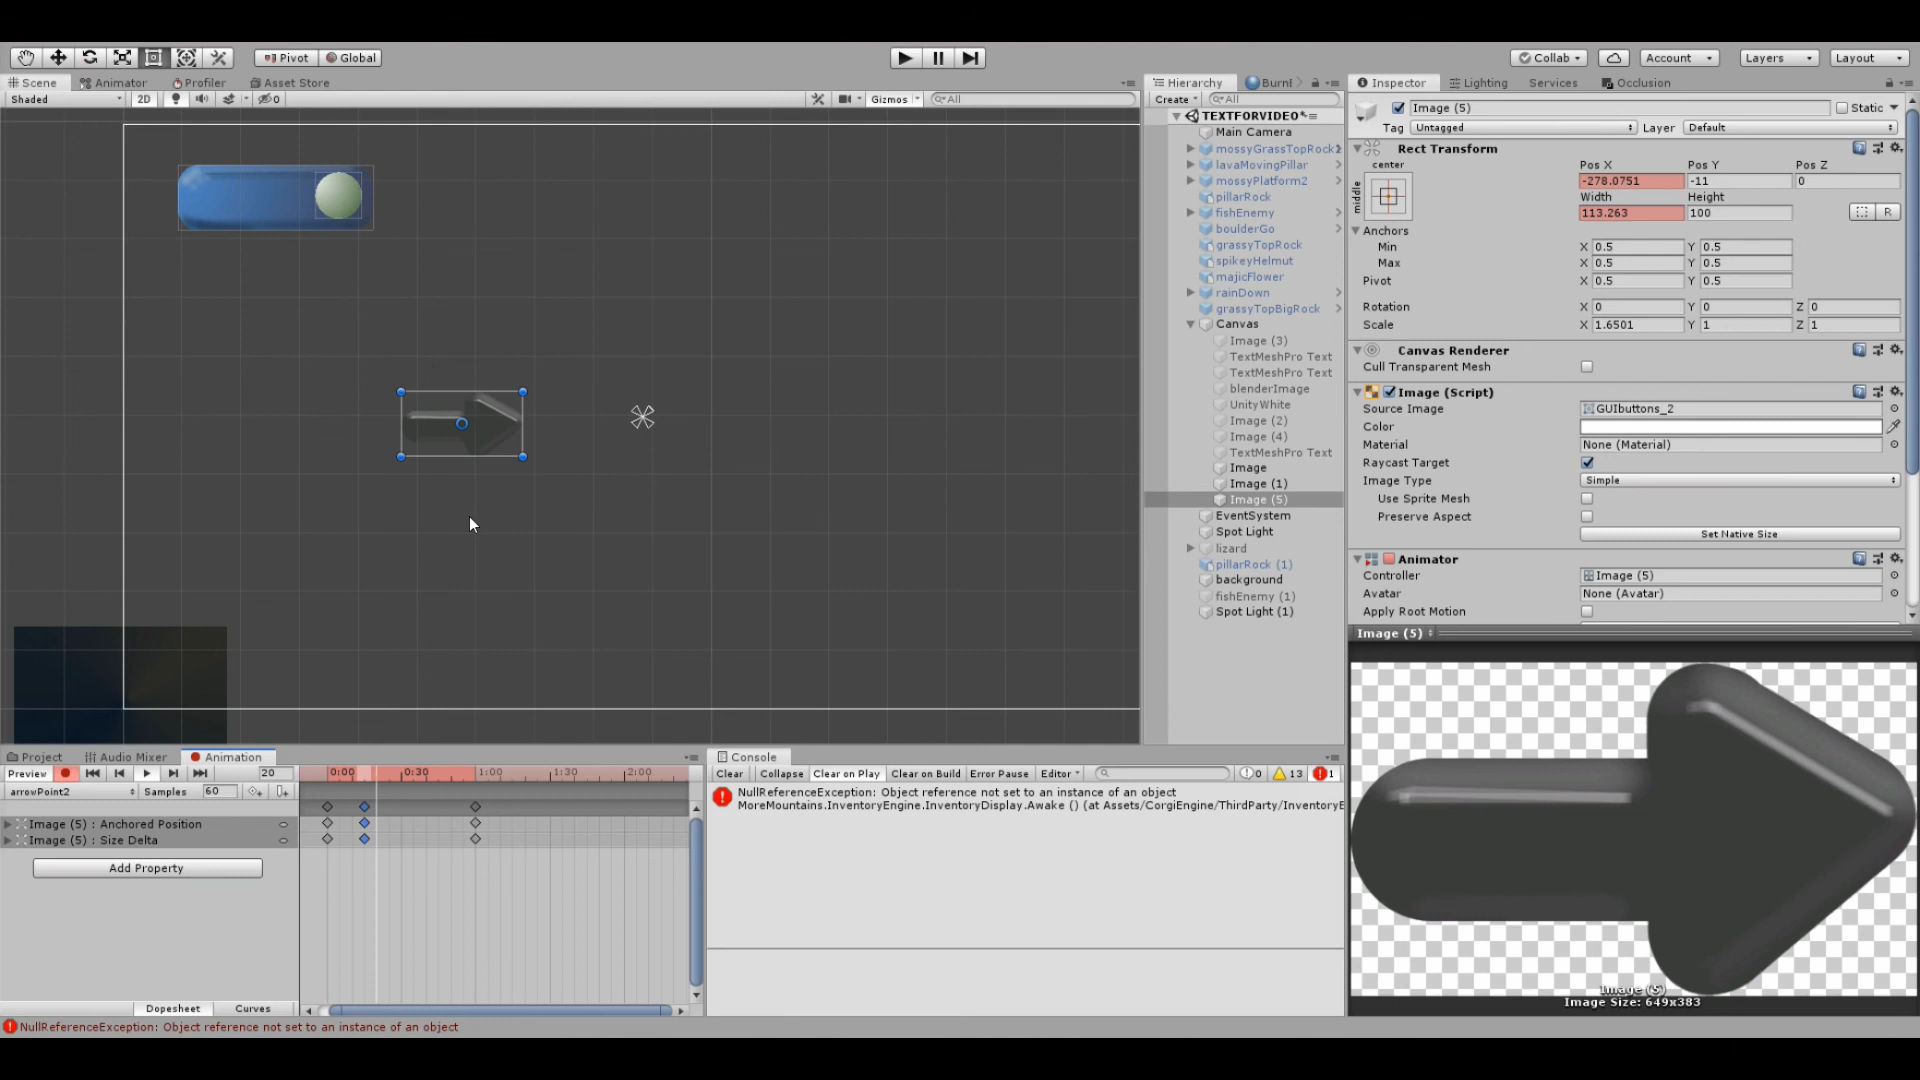 Pivot Global Collab Account Layers Layout
Scene Animator Profiler Asset Store Hierarchy BurnI Inspector Lighting Services Occlusion
Shaded 2D 0 Gizmos All Create All
Image (5) Static
Tag Untagged Layer Default
TEXTFORVIDEO*
Main Camera
mossyGrassTopRock2
lavaMovingPillar
mossyPlatform2
pillarRock
fishEnemy
boulderGo
grassyTopRock
spikeyHelmut
majicFlower
rainDown
grassyTopBigRock
Canvas
Image (3)
TextMeshPro Text
TextMeshPro Text
blenderImage
UnityWhite
Image (2)
Image (4)
TextMeshPro Text
Image
Image (1)
Image (5)
EventSystem
Spot Light
lizard
pillarRock (1)
background
fishEnemy (1)
Spot Light (1)
Rect Transform
center Pos X Pos Y Pos Z
middle -278.0751 -11 0
Width Height
113.263 100 R
Anchors
Min X 0.5 Y 0.5
Max X 0.5 Y 0.5
Pivot X 0.5 Y 0.5
Rotation X 0 Y 0 Z 0
Scale X 1.6501 Y 1 Z 1
Canvas Renderer
Cull Transparent Mesh
Image (Script)
Source Image GUIbuttons_2
Color
Material None (Material)
Raycast Target
Image Type Simple
Use Sprite Mesh
Preserve Aspect
Set Native Size
Animator
Controller Image (5)
Avatar None (Avatar)
Apply Root Motion
Image (5)
Image (5)
Image Size: 649x383
Project Audio Mixer Animation
Preview 20 0:00 0:30 1:00 1:30 2:00
arrowPoint2 Samples 60
Image (5) : Anchored Position
Image (5) : Size Delta
Add Property
Dopesheet Curves
Console
Clear Collapse Clear on Play Clear on Build Error Pause Editor 0 13 1
NullReferenceException: Object reference not set to an instance of an object
MoreMountains.InventoryEngine.InventoryDisplay.Awake () (at Assets/CorgiEngine/ThirdParty/InventoryE
NullReferenceException: Object reference not set to an instance of an object